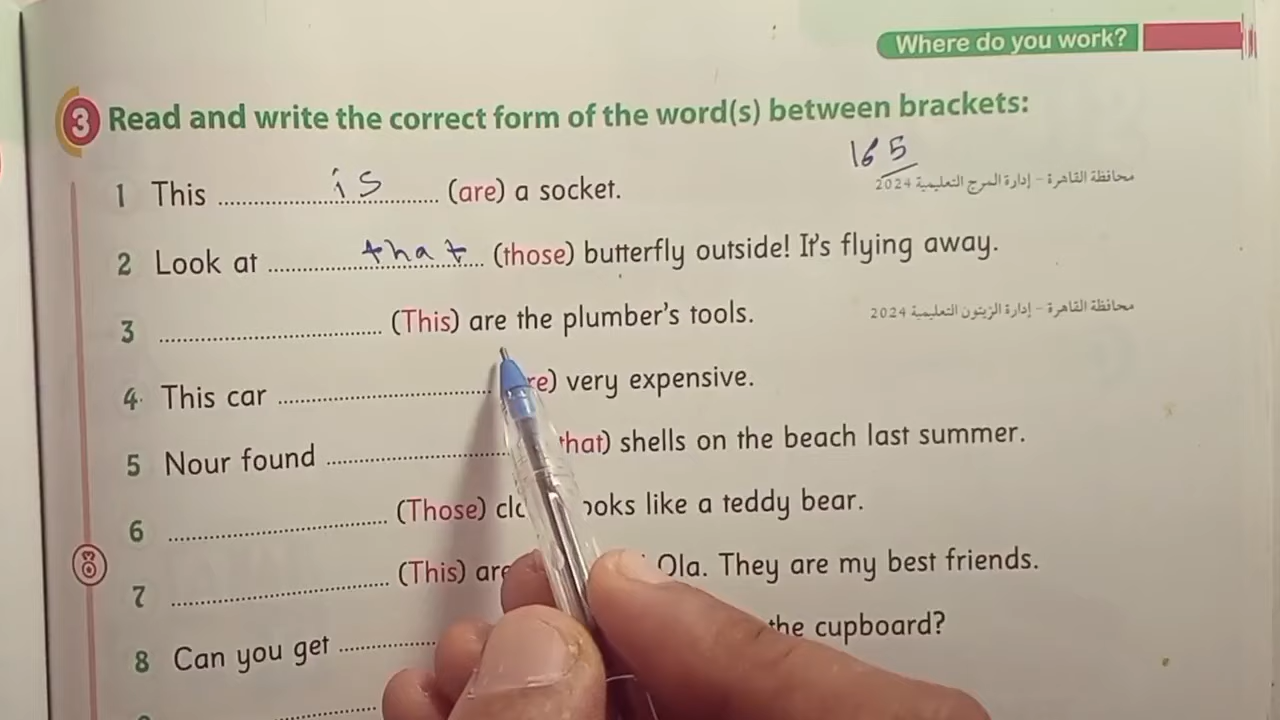 Where do you work?
3 Read and write the correct form of the word(s) between brackets:
165
1 This is (are) a socket.
محافظة القاهرة - إدارة المرج التعليمية 2024
2 Look at that (those) butterfly outside! It's flying away.
3 (This) are the plumber's tools.
محافظة القاهرة - إدارة الزيتون التعليمية 2024
4 This car very expensive.
5 Nour found shells on the beach last summer.
6 (Those) looks like a teddy bear.
7 (This) are Ola. They are my best friends.
8 Can you get the cupboard?